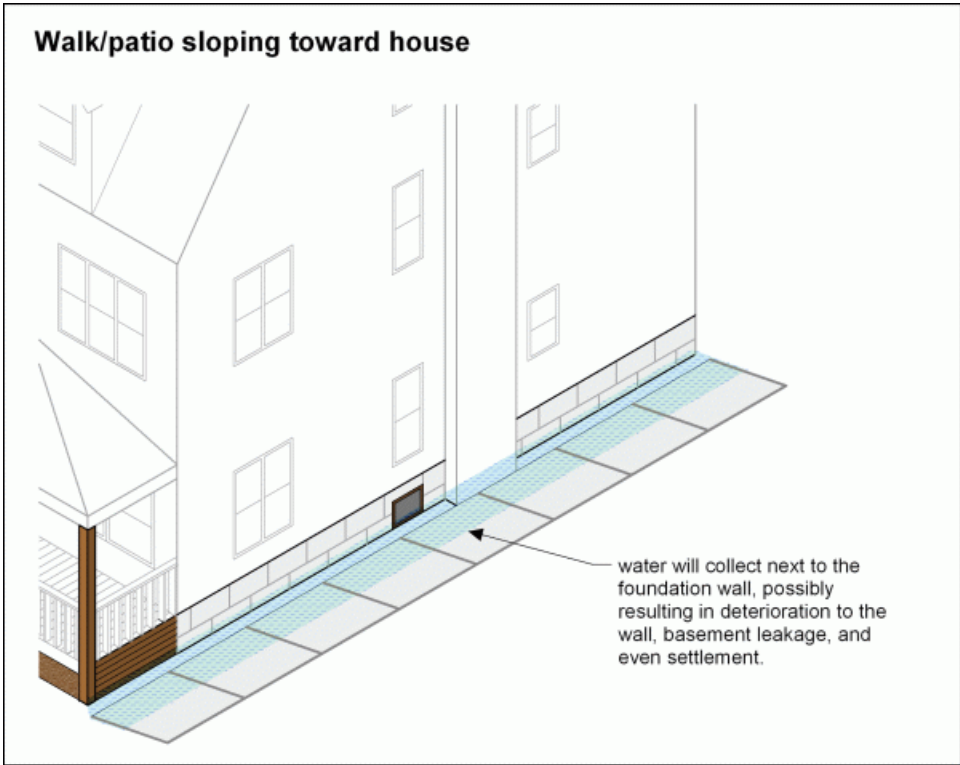 Walk/patio sloping toward house
water will collect next to the
foundation wall, possibly
resulting in deterioration to the
wall, basement leakage, and
even settlement.